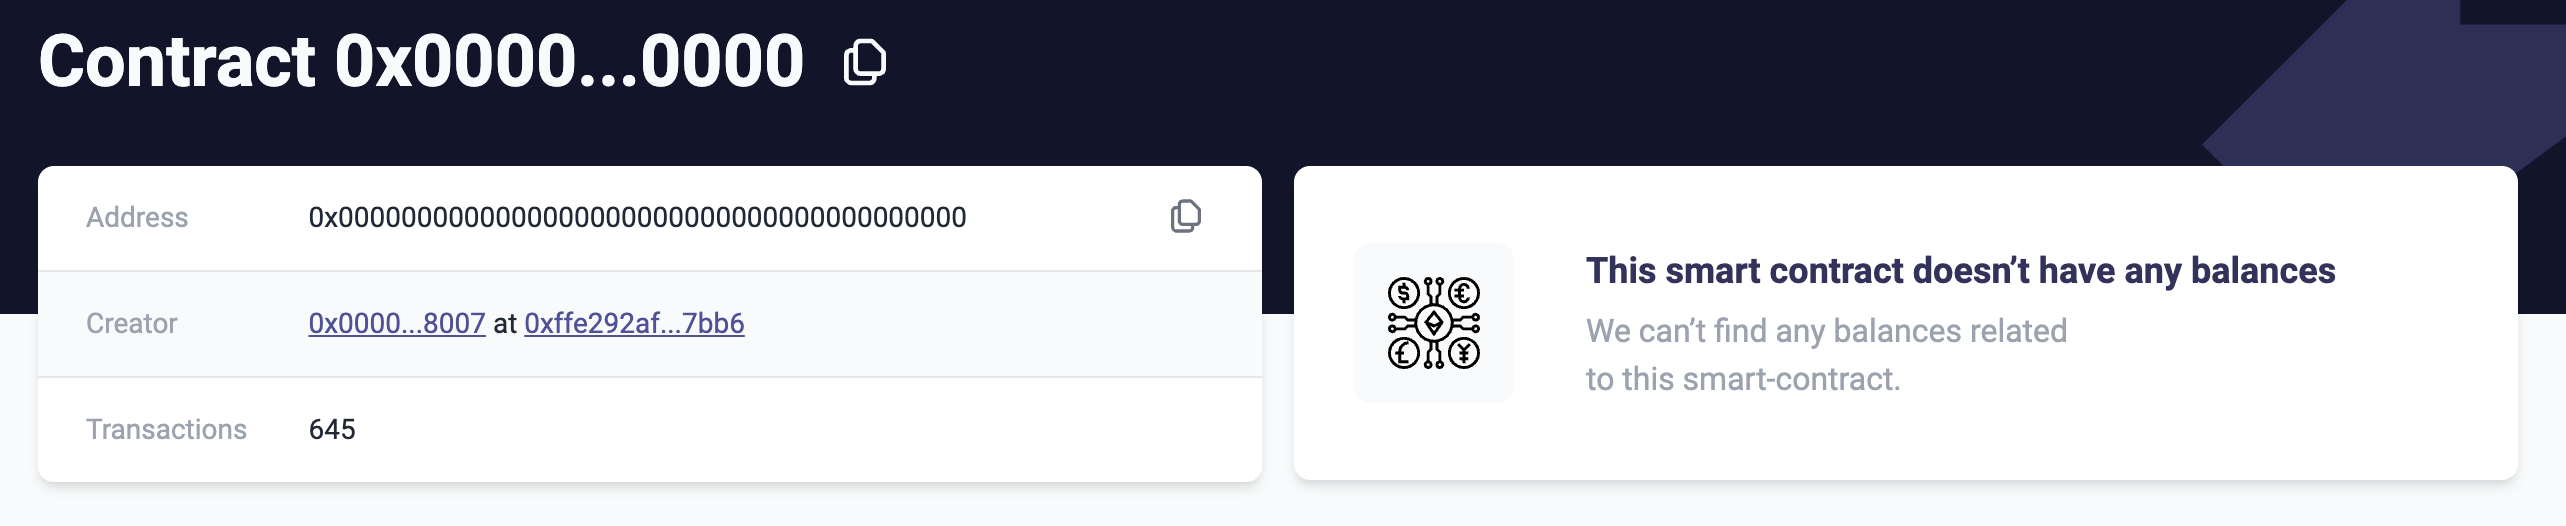 Contract 0x0000...0000
Address 0x0000000000000000000000000000000000000000
Creator 0x0000...8007 at 0xffe292af...7bb6
Transactions 645
This smart contract doesn’t have any balances
We can’t find any balances related
to this smart-contract.